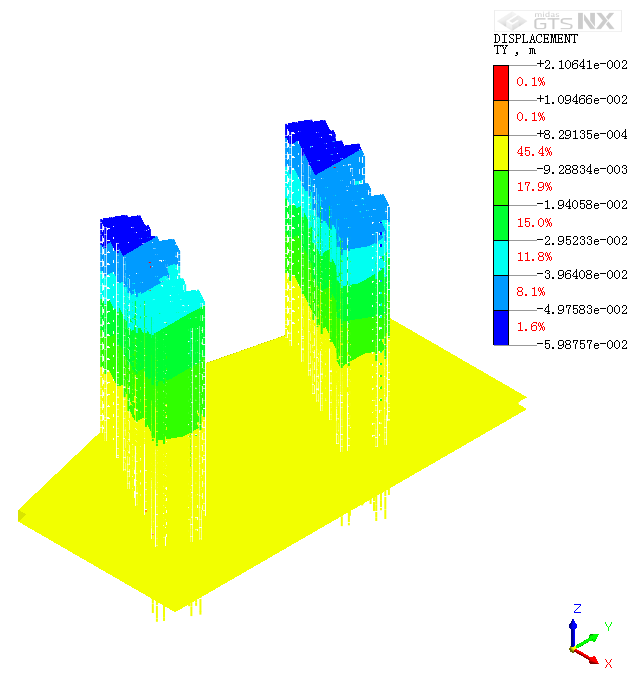 midas
GTS NX
DISPLACEMENT
TY , m
+2.10641e-002
0.1%
+1.09466e-002
0.1%
+8.29135e-004
45.4%
-9.28834e-003
17.9%
-1.94058e-002
15.0%
-2.95233e-002
11.8%
-3.96408e-002
8.1%
-4.97583e-002
1.6%
-5.98757e-002
Z
Y
X